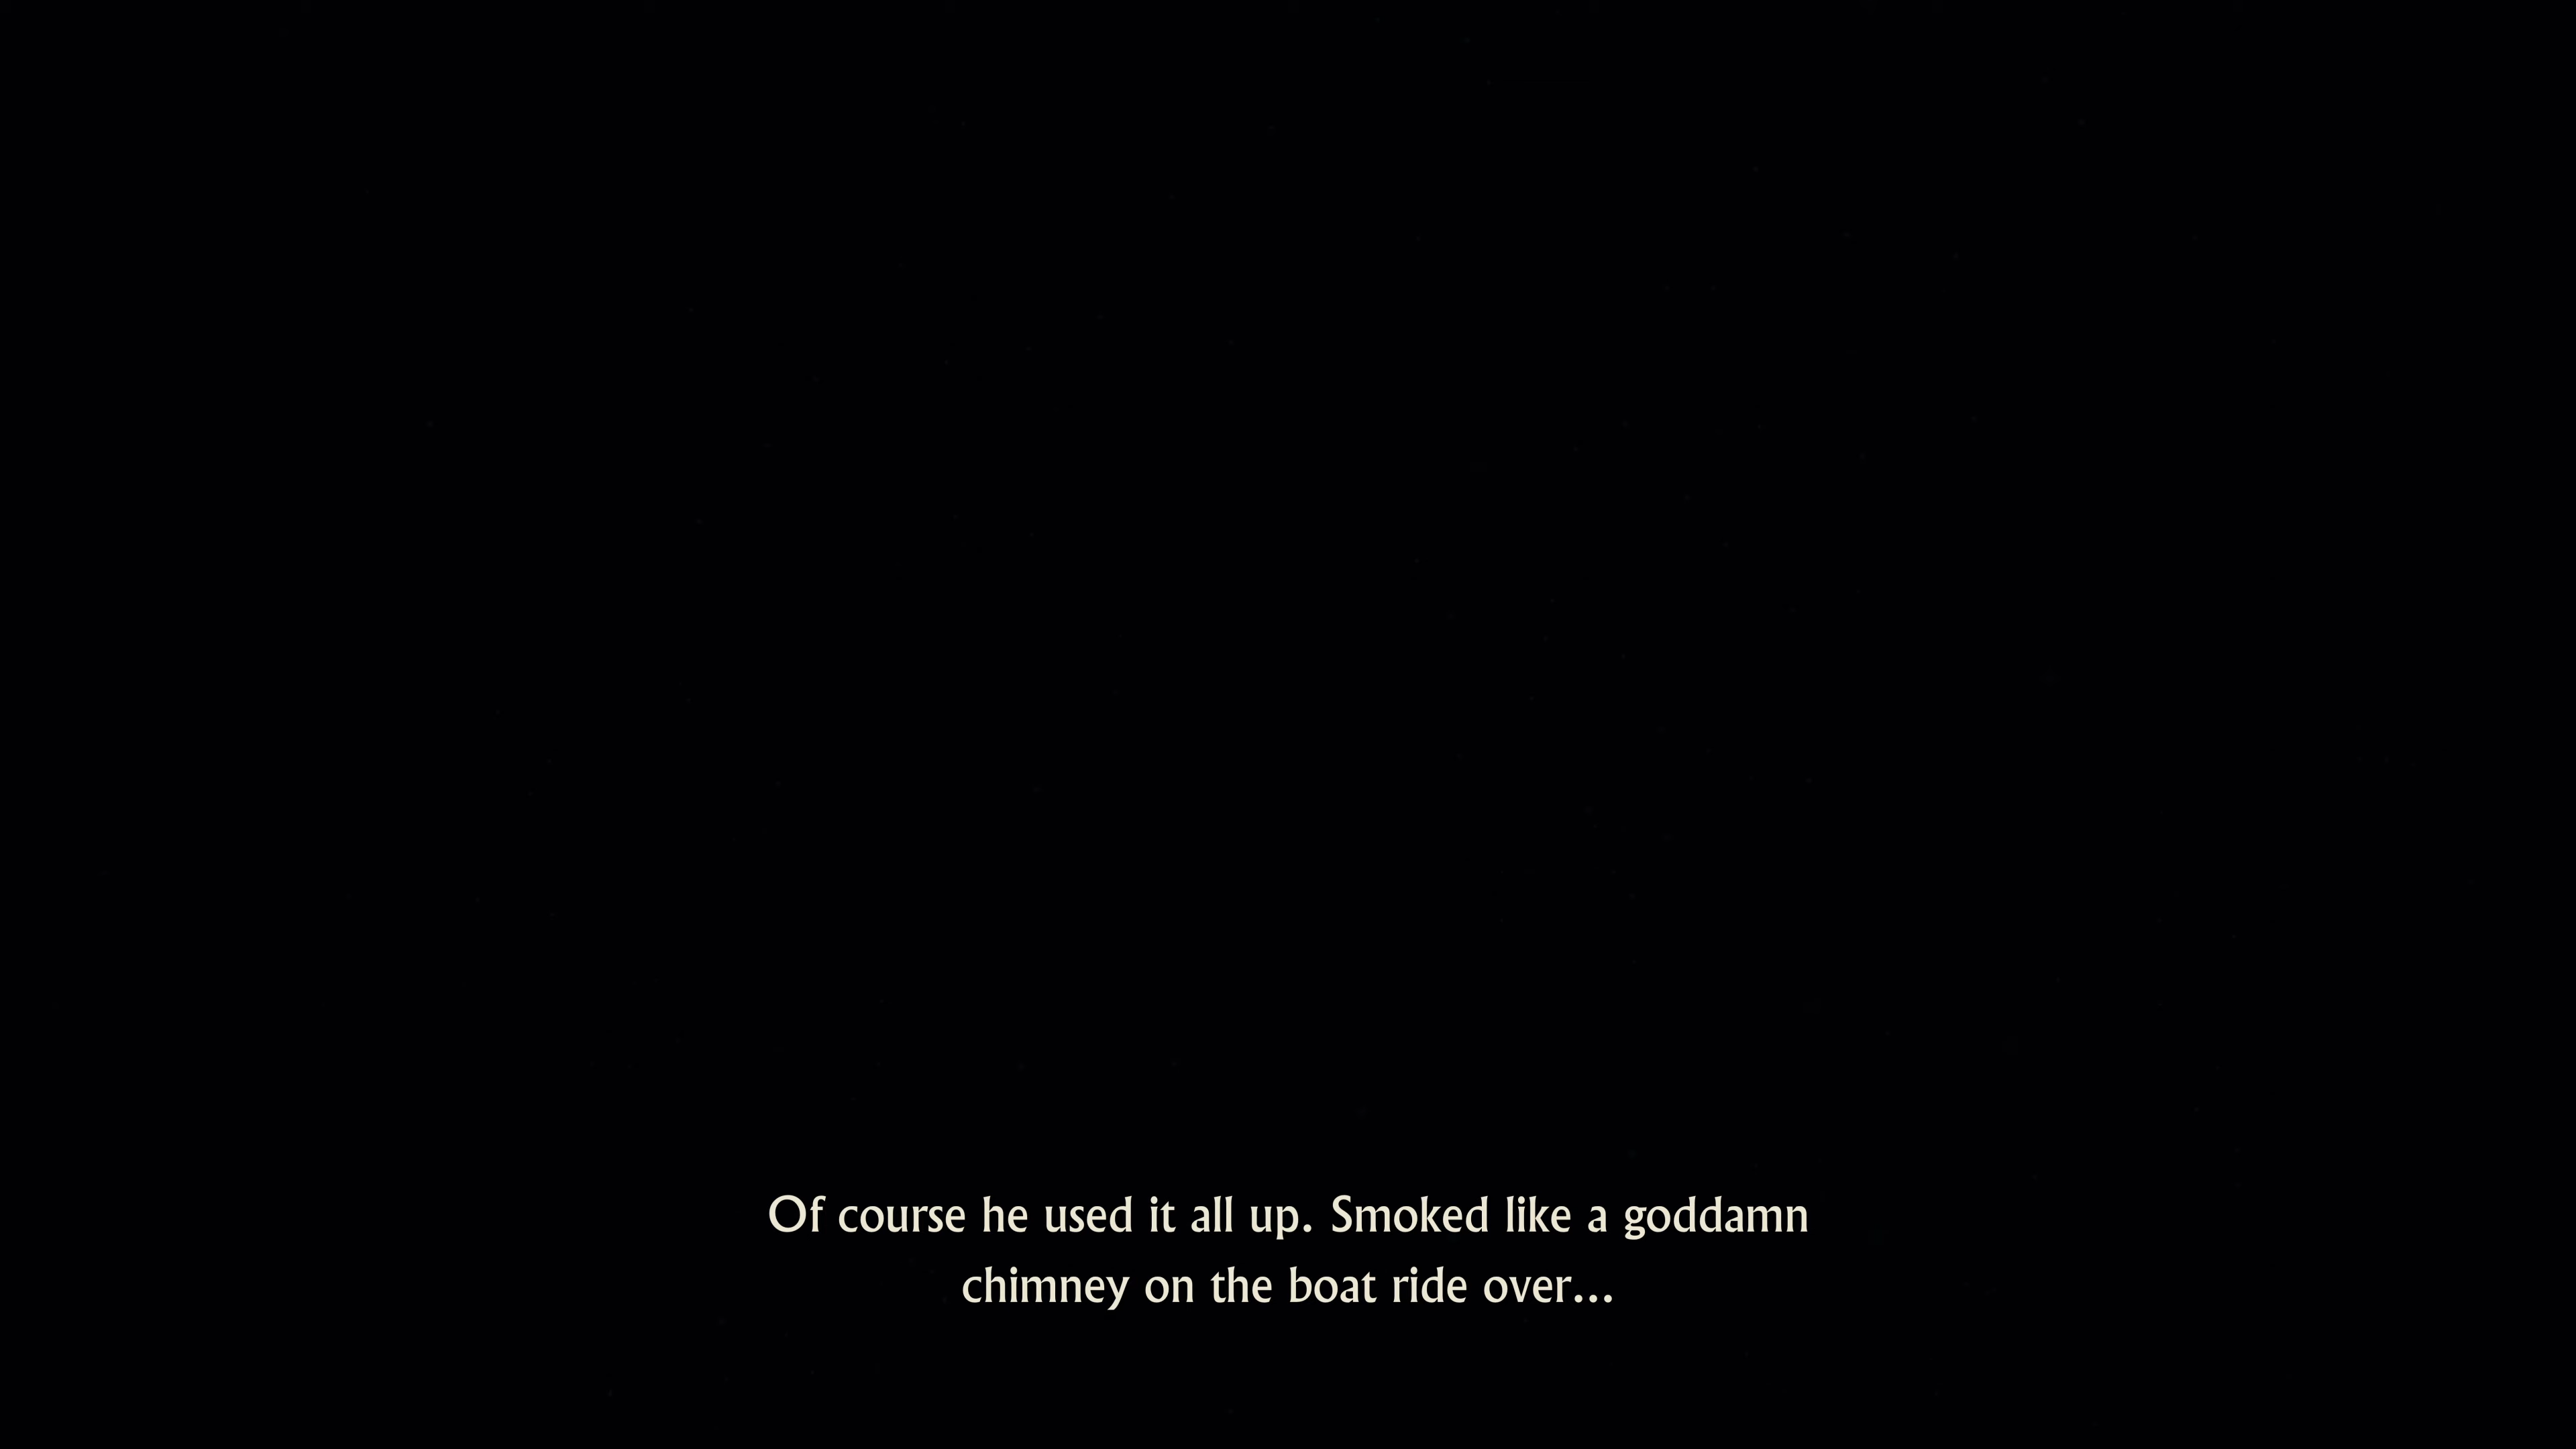 Of course he used it all up. Smoked like a goddamn
chimney on the boat ride over...